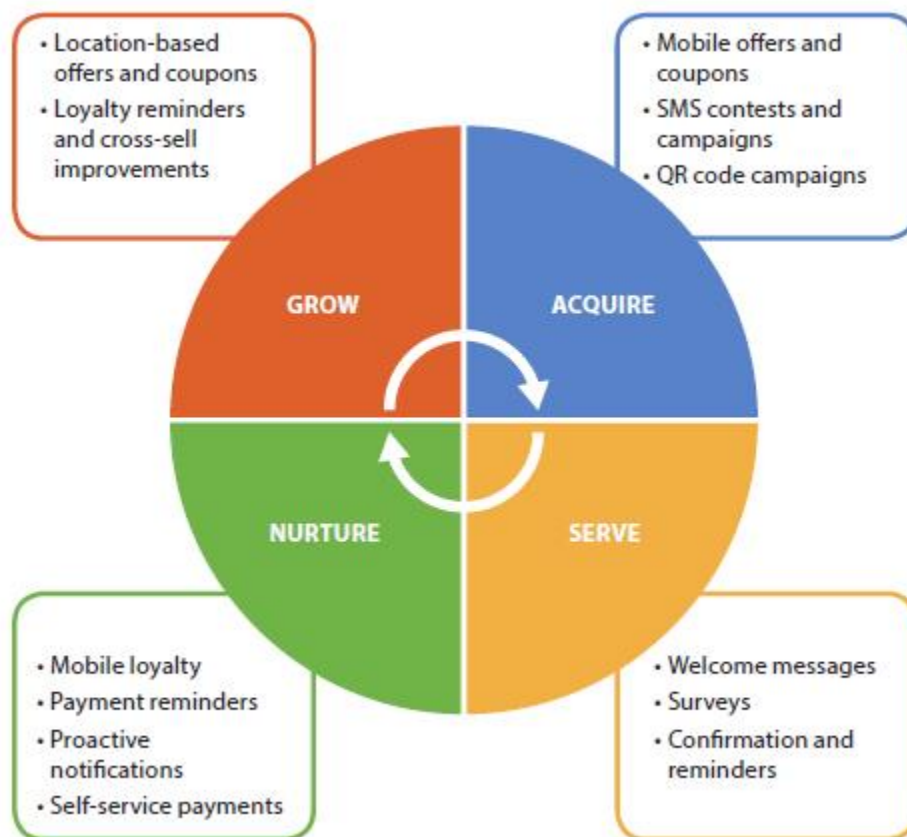 • Location-based
offers and coupons
• Loyalty reminders
and cross-sell
improvements
• Mobile offers and
coupons
• SMS contests and
campaigns
• QR code campaigns
GROW
ACQUIRE
NURTURE
SERVE
• Mobile loyalty
• Payment reminders
• Proactive
notifications
• Self-service payments
• Welcome messages
• Surveys
• Confirmation and
reminders